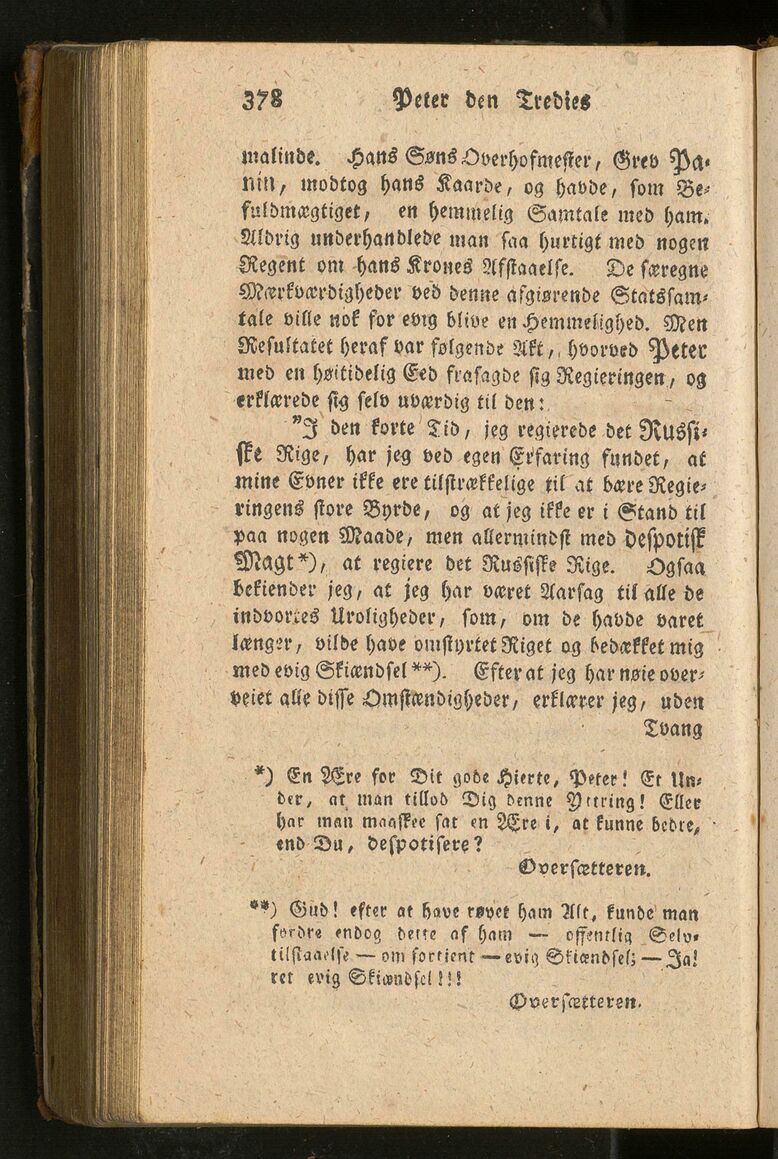 378 Peter den Tredies
malinde. Hans Søns Overhofmester, Grev Pa-
nin, modtog hans Kaarde, og havde, som Be-
fuldmægtiget, en hemmelig Samtale med ham.
Aldrig underhandlede man saa hurtigt med nogen
Regent om hans Krones Afstaaelse. De særegne
Mærkværdigheder ved denne afgiørende Statssam-
tale ville nok for evig blive en Hemmelighed. Men
Resultatet heraf var følgende Akt, hvorved Peter
med en høitidelig Eed frasagde sig Regieringen, og
erklærede sig selv uværdig til den:
"I den korte Tid, jeg regierede det Russi-
ske Rige, har jeg ved egen Erfaring fundet, at
mine Evner ikke ere tilstrækkelige til at bære Regie-
ringens store Byrde, og at jeg ikke er i Stand til
paa nogen Maade, men allermindst med despotisk
Magt*), at regiere det Russiske Rige. Ogsaa
bekiender jeg, at jeg har været Aarsag til alle de
indvortes Uroligheder, som, om de havde varet
længer, vilde have omstyrtet Riget og bedækket mig
med evig Skiændsel**). Efter at jeg har nøie over-
veiet alle disse Omstændigheder, erklærer jeg, uden
Tvang
*) En Ære for Dit gode Hierte, Peter! Et Un-
der, at man tillod Dig denne Yttring! Eller
har man maaskee sat en Ære i, at kunne bedre,
end Du, despotisere?
Oversætteren.
**) Gud! efter at have røvet ham Alt, kunde man
fordre endog dette af ham — offentlig Selv-
tilstaaelse — om fortient — evig Skiændsel; — Ja!
ret evig Skiændsel!!!
Oversætteren.